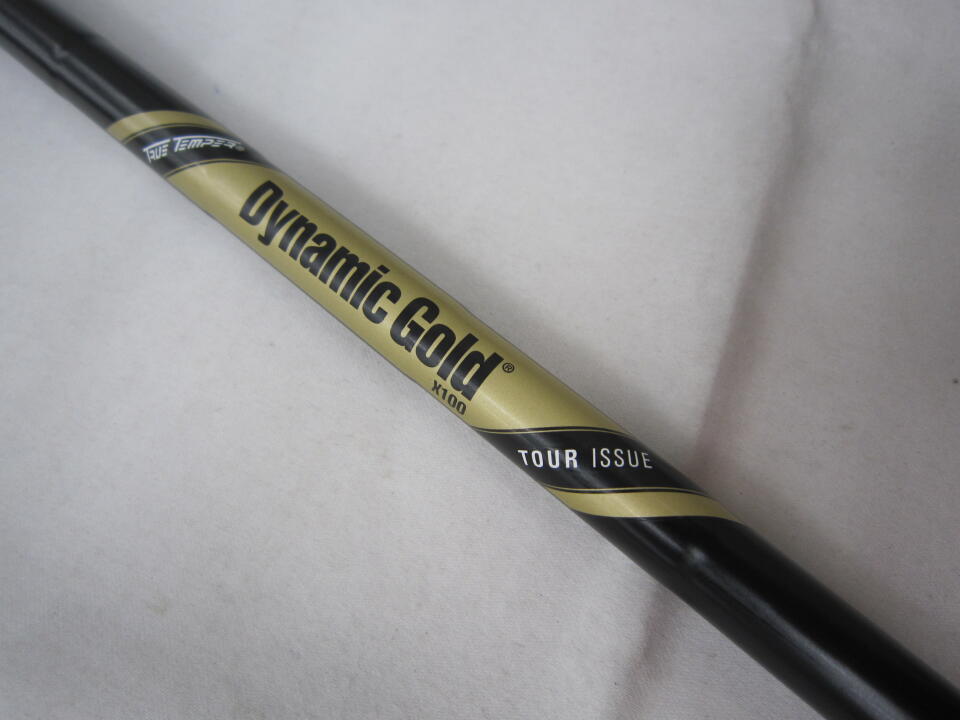 TRUE TEMPER®
Dynamic Gold®
X100
TOUR ISSUE